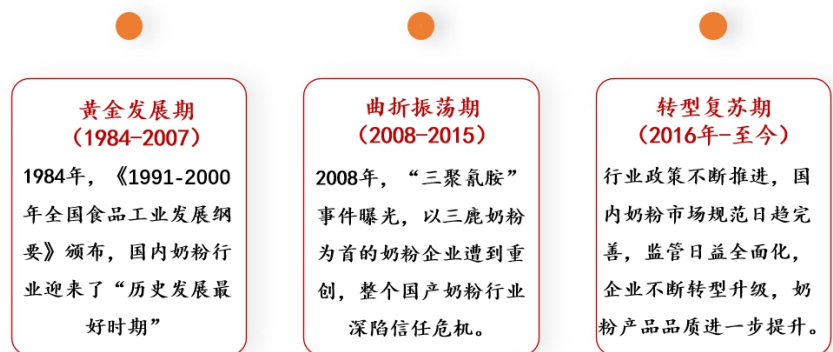 黄金发展期
（1984-2007）
1984年，《1991-2000
年全国食品工业发展纲
要》颁布，国内奶粉行
业迎来了“历史发展最
好时期”
曲折振荡期
（2008-2015）
2008年，“三聚氰胺”
事件曝光，以三鹿奶粉
为首的奶粉企业遭到重
创，整个国产奶粉行业
深陷信任危机。
转型复苏期
（2016年-至今）
行业政策不断推进，国
内奶粉市场规范日趋完
善，监管日益全面化，
企业不断转型升级，奶
粉产品品质进一步提升。